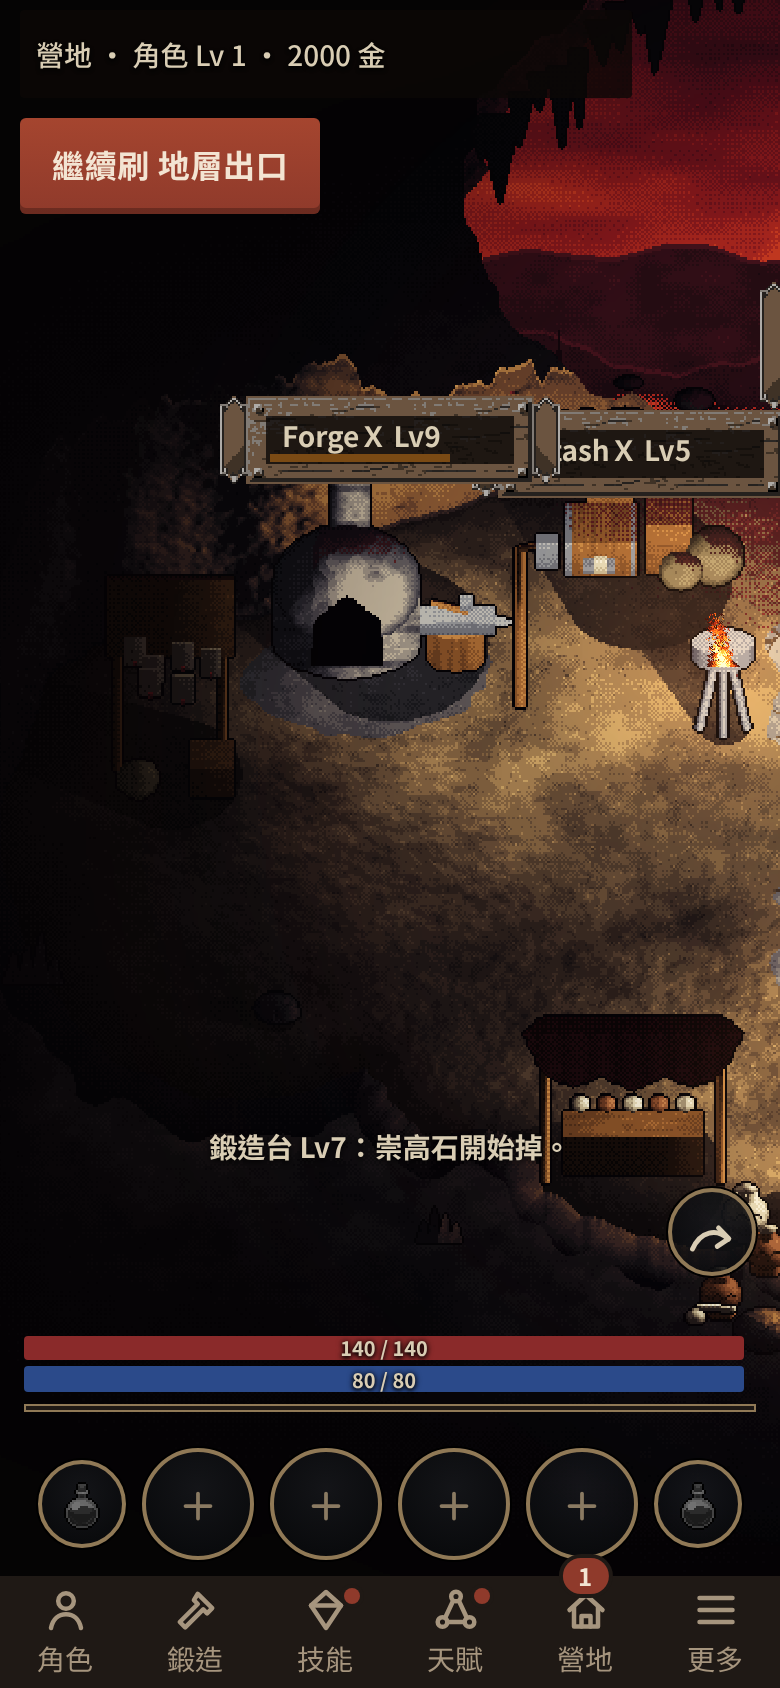 營地 · 角色 Lv 1 · 2000 金
繼續刷 地層出口
Forge X Lv9
tash X Lv5
鍛造台 Lv7：崇高石開始掉。
140 / 140
80 / 80
1
角色
鍛造
技能
天賦
營地
更多